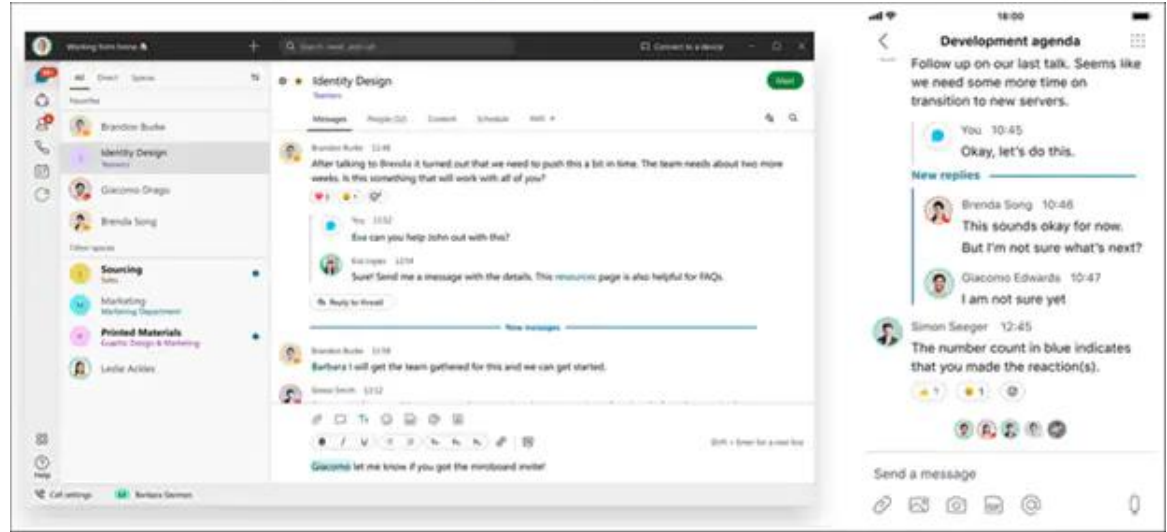 Working from home
Search, meet, and call
Connect to a device
All Direct Spaces
Favorites
Brandon Burke
Identity Design
Giacomo Drago
Brenda Song
Other spaces
Sourcing
Sales
Marketing
Marketing Department
Printed Materials
Graphic Design & Marketing
Leslie Ackles
Help
Call settings
Barbara German
Identity Design
Meet
Messages People (32) Content Schedule Add +
Brandon Burke 11:48
After talking to Brenda it turned out that we need to push this a bit in time. The team needs about two more
weeks. Is this something that will work with all of you?
You 11:52
Eva can you help John out with this?
11:54
Sure! Send me a message with the details. This resources page is also helpful for FAQs.
Reply to thread
New messages
Brandon Burke 11:58
Barbara I will get the team gathered for this and we can get started.
Smith 12:12
B I U
Shift + Enter for a new line
Giacomo let me know if you got the miroboard invite!
18:00
Development agenda
Follow up on our last talk. Seems like
we need some more time on
transition to new servers.
You 10:45
Okay, let's do this.
New replies
Brenda Song 10:46
This sounds okay for now.
But I'm not sure what's next?
Giacomo Edwards 10:47
I am not sure yet
Simon Seeger 12:45
The number count in blue indicates
that you made the reaction(s).
1 1
Send a message